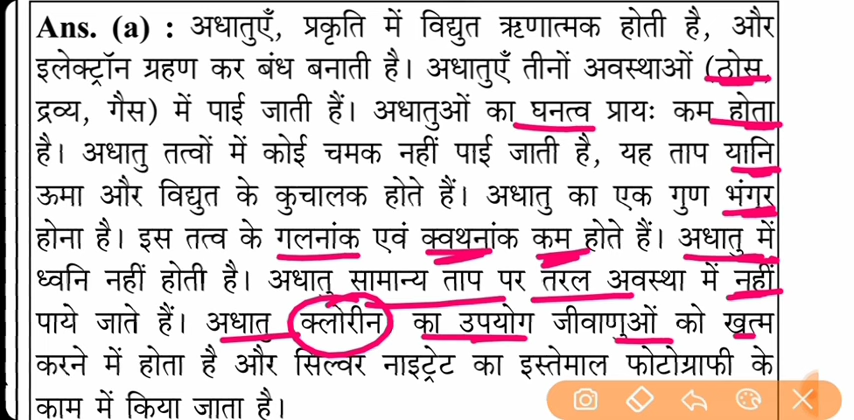 Ans. (a) : अधातुएँ, प्रकृति में विद्युत ऋणात्मक होती है, और
इलेक्ट्रॉन ग्रहण कर बंध बनाती है। अधातुएँ तीनों अवस्थाओं (ठोस,
द्रव्य, गैस) में पाई जाती हैं। अधातुओं का घनत्व प्रायः कम होता
है। अधातु तत्वों में कोई चमक नहीं पाई जाती है, यह ताप यानि
ऊमा और विद्युत के कुचालक होते हैं। अधातु का एक गुण भंगुर
होना है। इस तत्व के गलनांक एवं क्वथनांक कम होते हैं। अधातु में
ध्वनि नहीं होती है। अधातु सामान्य ताप पर तरल अवस्था में नहीं
पाये जाते हैं। अधातु क्लोरीन का उपयोग जीवाणुओं को खत्म
करने में होता है और सिल्वर नाइट्रेट का इस्तेमाल फोटोग्राफी के
काम में किया जाता है।